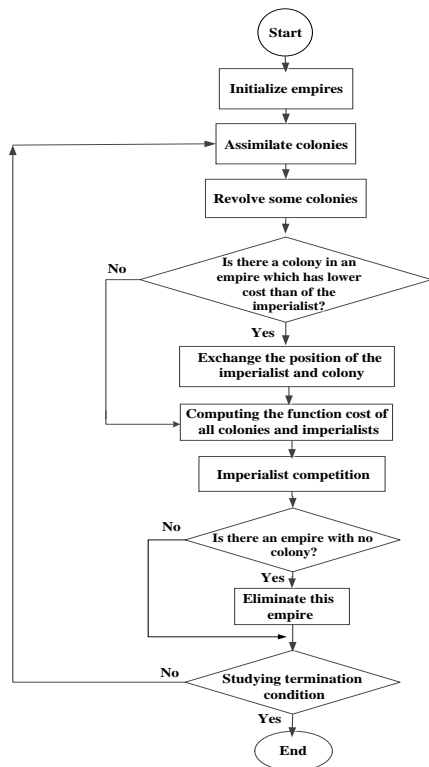 Start
Initialize empires
Assimilate colonies
Revolve some colonies
Is there a colony in an
empire which has lower
cost than of the
imperialist?
No
Yes
Exchange the position of the
imperialist and colony
Computing the function cost of
all colonies and imperialists
Imperialist competition
No
Is there an empire with no
colony?
Yes
Eliminate this
empire
No
Studying termination
condition
Yes
End